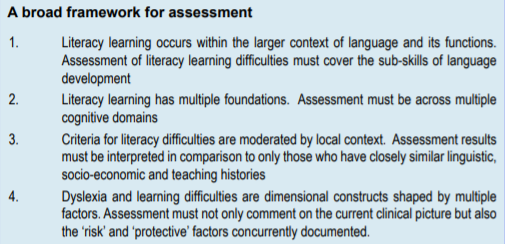 A broad framework for assessment
1. Literacy learning occurs within the larger context of language and its functions.
Assessment of literacy learning difficulties must cover the sub-skills of language
development
2. Literacy learning has multiple foundations. Assessment must be across multiple
cognitive domains
3. Criteria for literacy difficulties are moderated by local context. Assessment results
must be interpreted in comparison to only those who have closely similar linguistic,
socio-economic and teaching histories
4. Dyslexia and learning difficulties are dimensional constructs shaped by multiple
factors. Assessment must not only comment on the current clinical picture but also
the ‘risk’ and ‘protective’ factors concurrently documented.